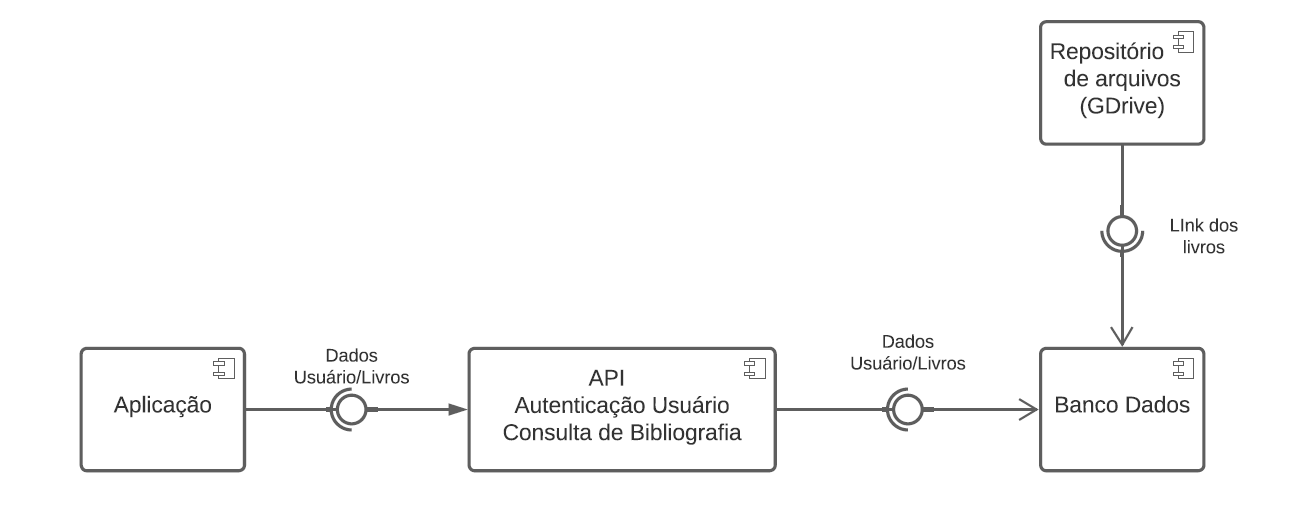 Repositório
de arquivos
(GDrive)
LInk dos
livros
Dados
Usuário/Livros
Dados
Usuário/Livros
Aplicação
API
Autenticação Usuário
Consulta de Bibliografia
Banco Dados